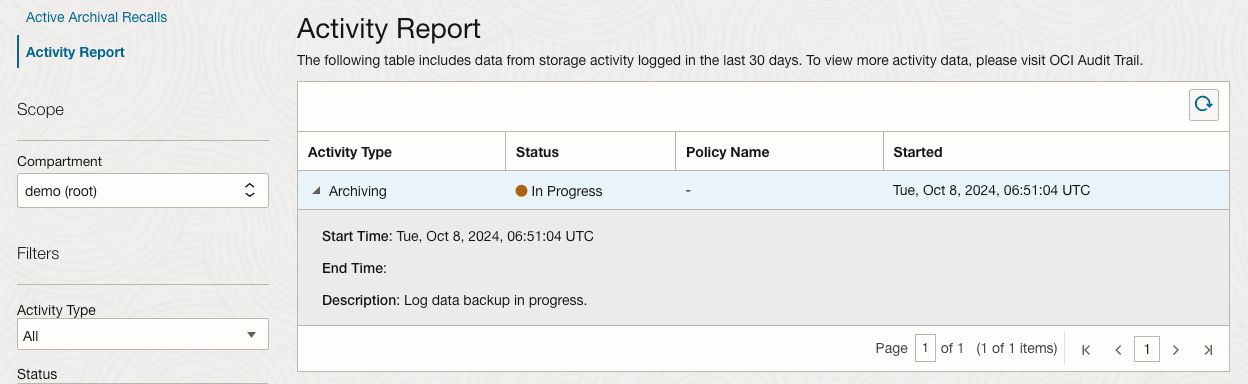 Active Archival Recalls
Activity Report
Scope
Compartment
demo (root)
Filters
Activity Type
All
Status
Activity Report
The following table includes data from storage activity logged in the last 30 days. To view more activity data, please visit OCI Audit Trail.
Activity Type Status Policy Name Started
Archiving In Progress - Tue, Oct 8, 2024, 06:51:04 UTC
Start Time: Tue, Oct 8, 2024, 06:51:04 UTC
End Time:
Description: Log data backup in progress.
Page 1 of 1 (1 of 1 items) 1